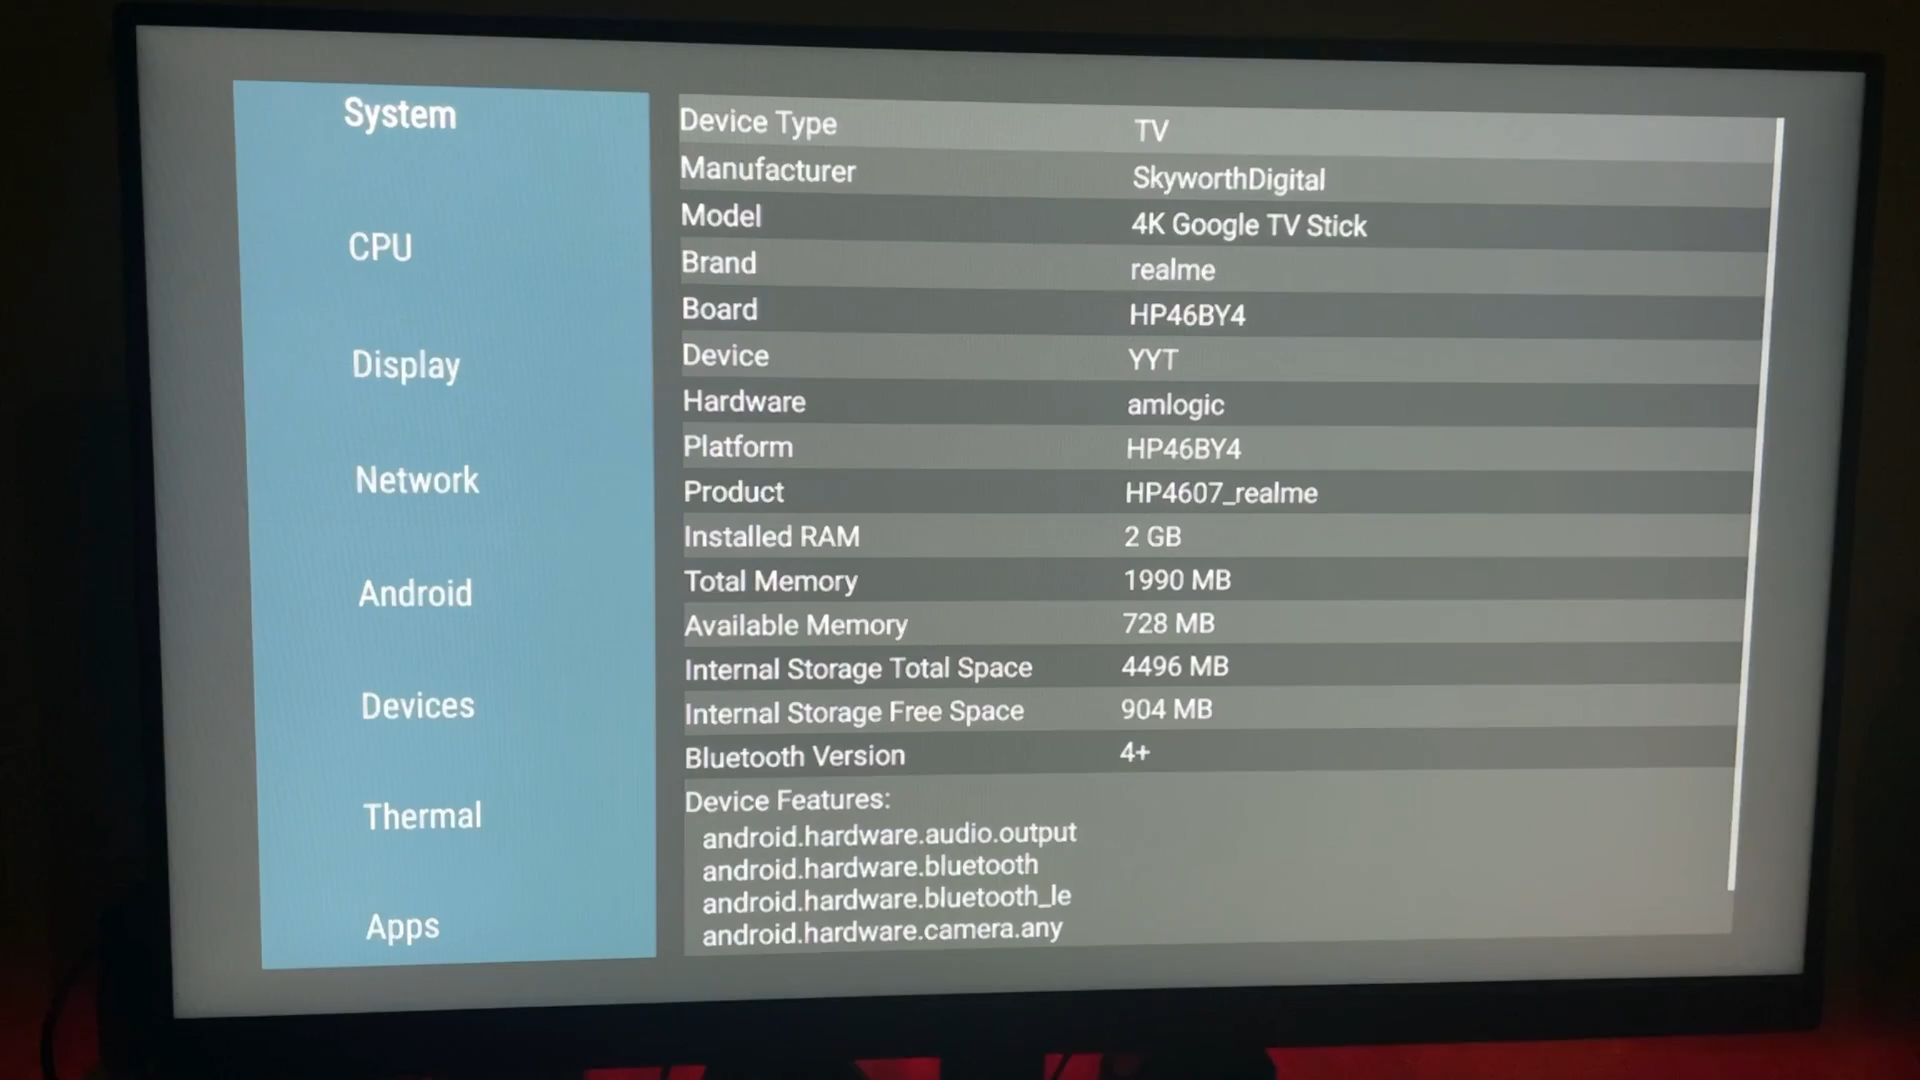 System
CPU
Display
Network
Android
Devices
Thermal
Apps
Device Type TV
Manufacturer SkyworthDigital
Model 4K Google TV Stick
Brand realme
Board HP46BY4
Device YYT
Hardware amlogic
Platform HP46BY4
Product HP4607_realme
Installed RAM 2 GB
Total Memory 1990 MB
Available Memory 728 MB
Internal Storage Total Space 4496 MB
Internal Storage Free Space 904 MB
Bluetooth Version 4+
Device Features:
android.hardware.audio.output
android.hardware.bluetooth
android.hardware.bluetooth_le
android.hardware.camera.any